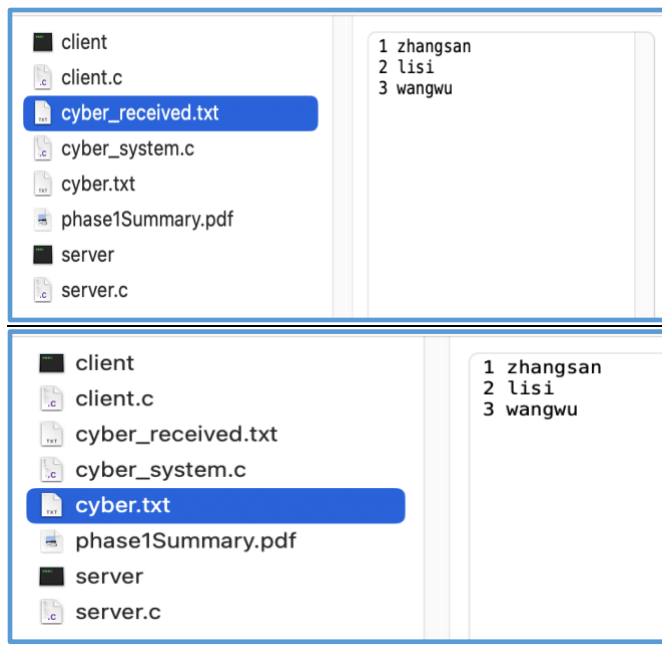 client
client.c
cyber_received.txt
cyber_system.c
cyber.txt
phase1Summary.pdf
server
server.c
1 zhangsan
2 lisi
3 wangwu
client
client.c
cyber_received.txt
cyber_system.c
cyber.txt
phase1Summary.pdf
server
server.c
1 zhangsan
2 lisi
3 wangwu